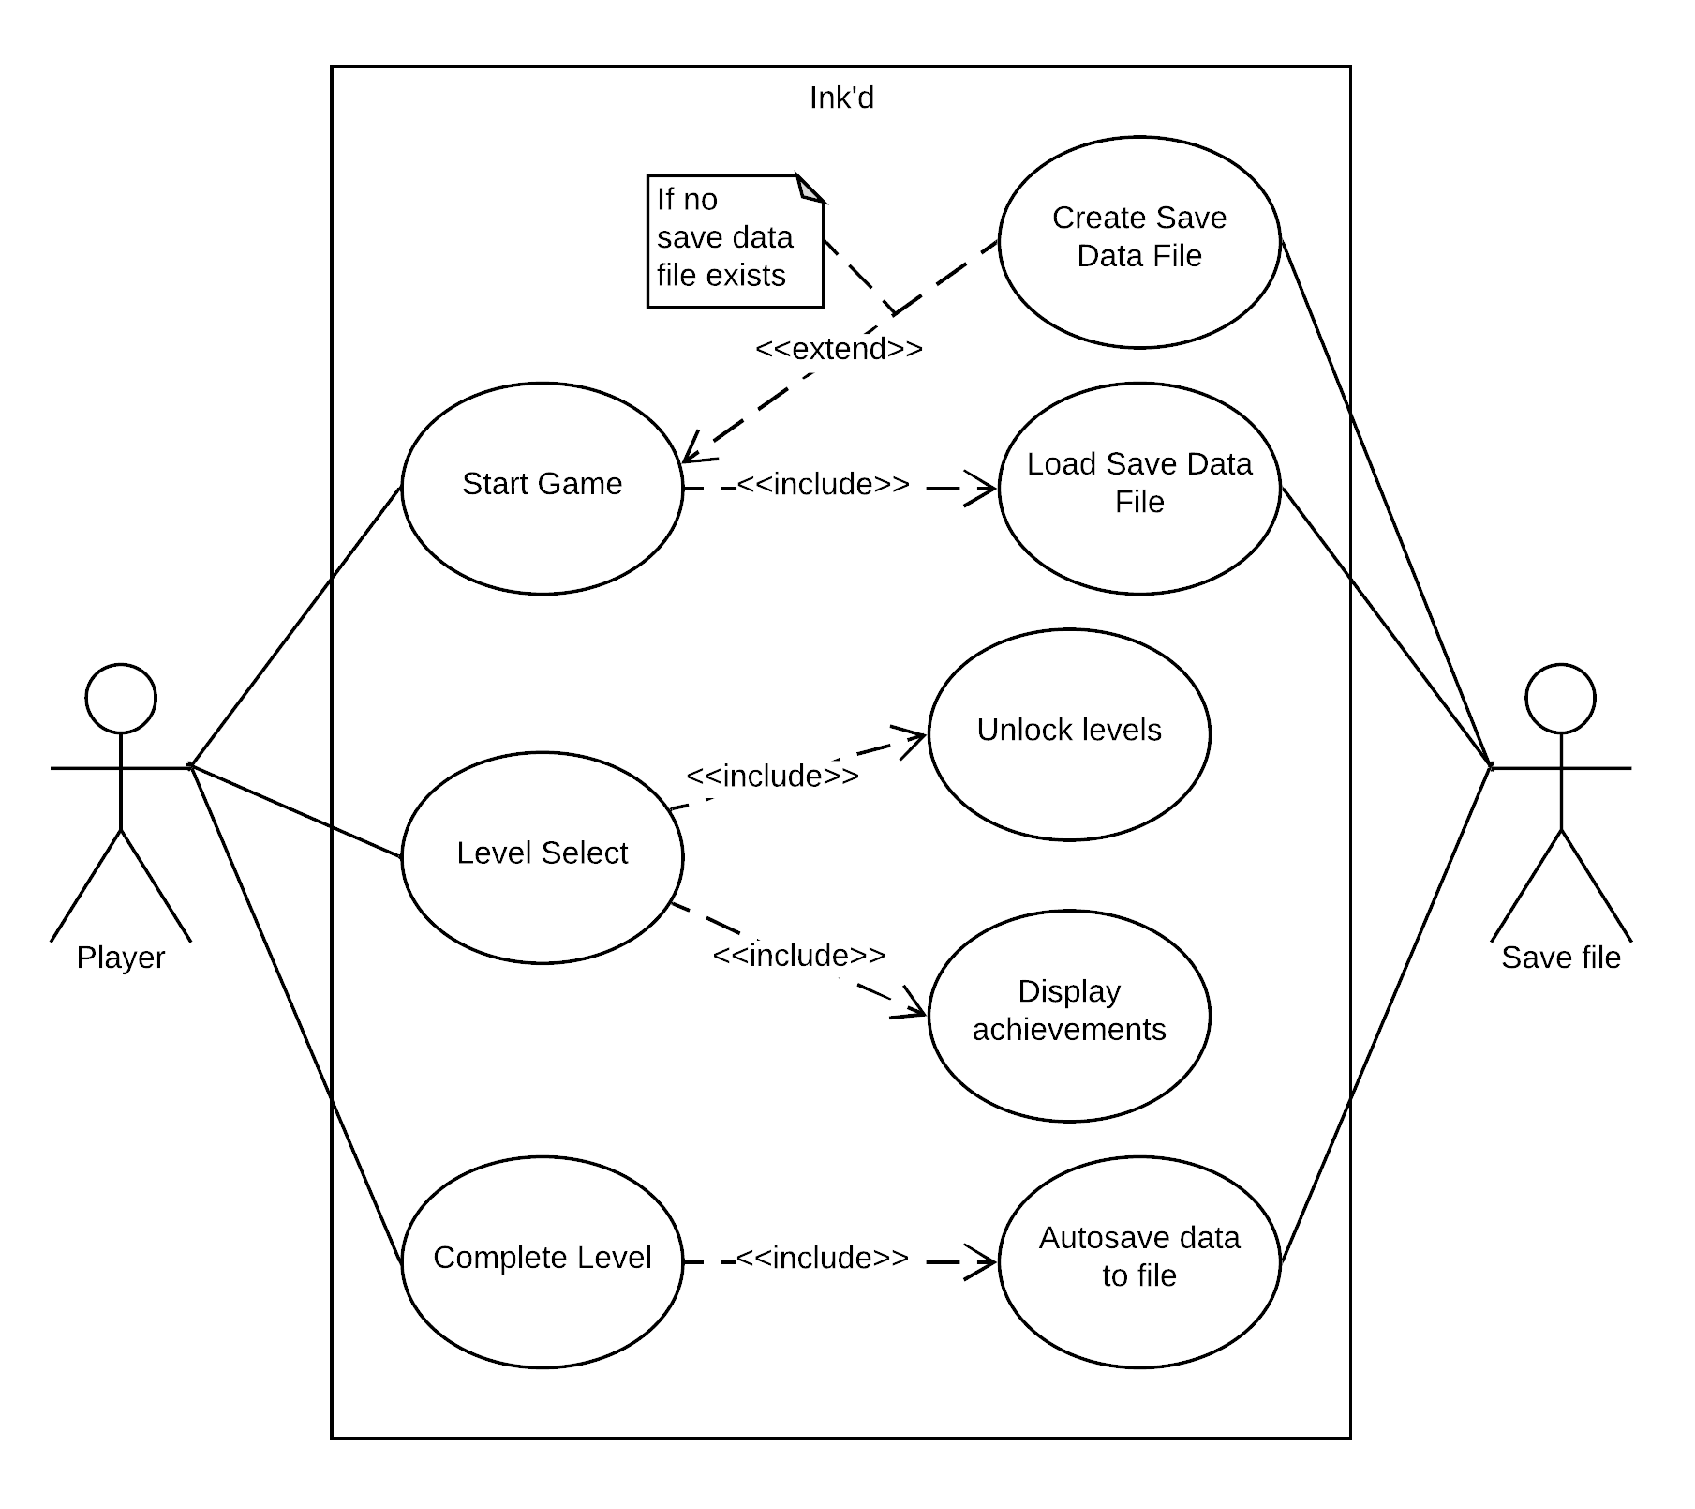 Ink'd
If no
save data
file exists
Create Save
Data File
<<extend>>
Start Game
<<include>>
Load Save Data
File
Unlock levels
<<include>>
Level Select
<<include>>
Display
achievements
Player
Save file
Complete Level
<<include>>
Autosave data
to file